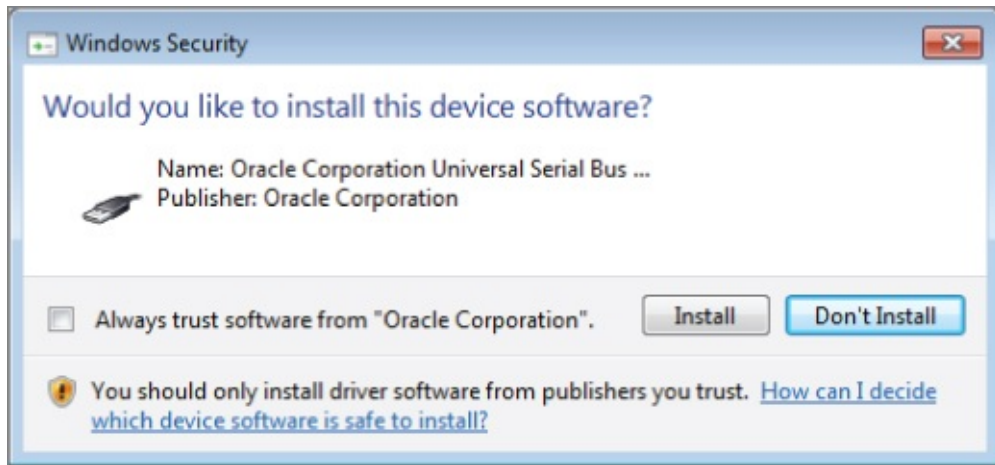 Windows Security
Would you like to install this device software?
Name: Oracle Corporation Universal Serial Bus ...
Publisher: Oracle Corporation
Always trust software from "Oracle Corporation".
Install
Don't Install
You should only install driver software from publishers you trust. How can I decide
which device software is safe to install?